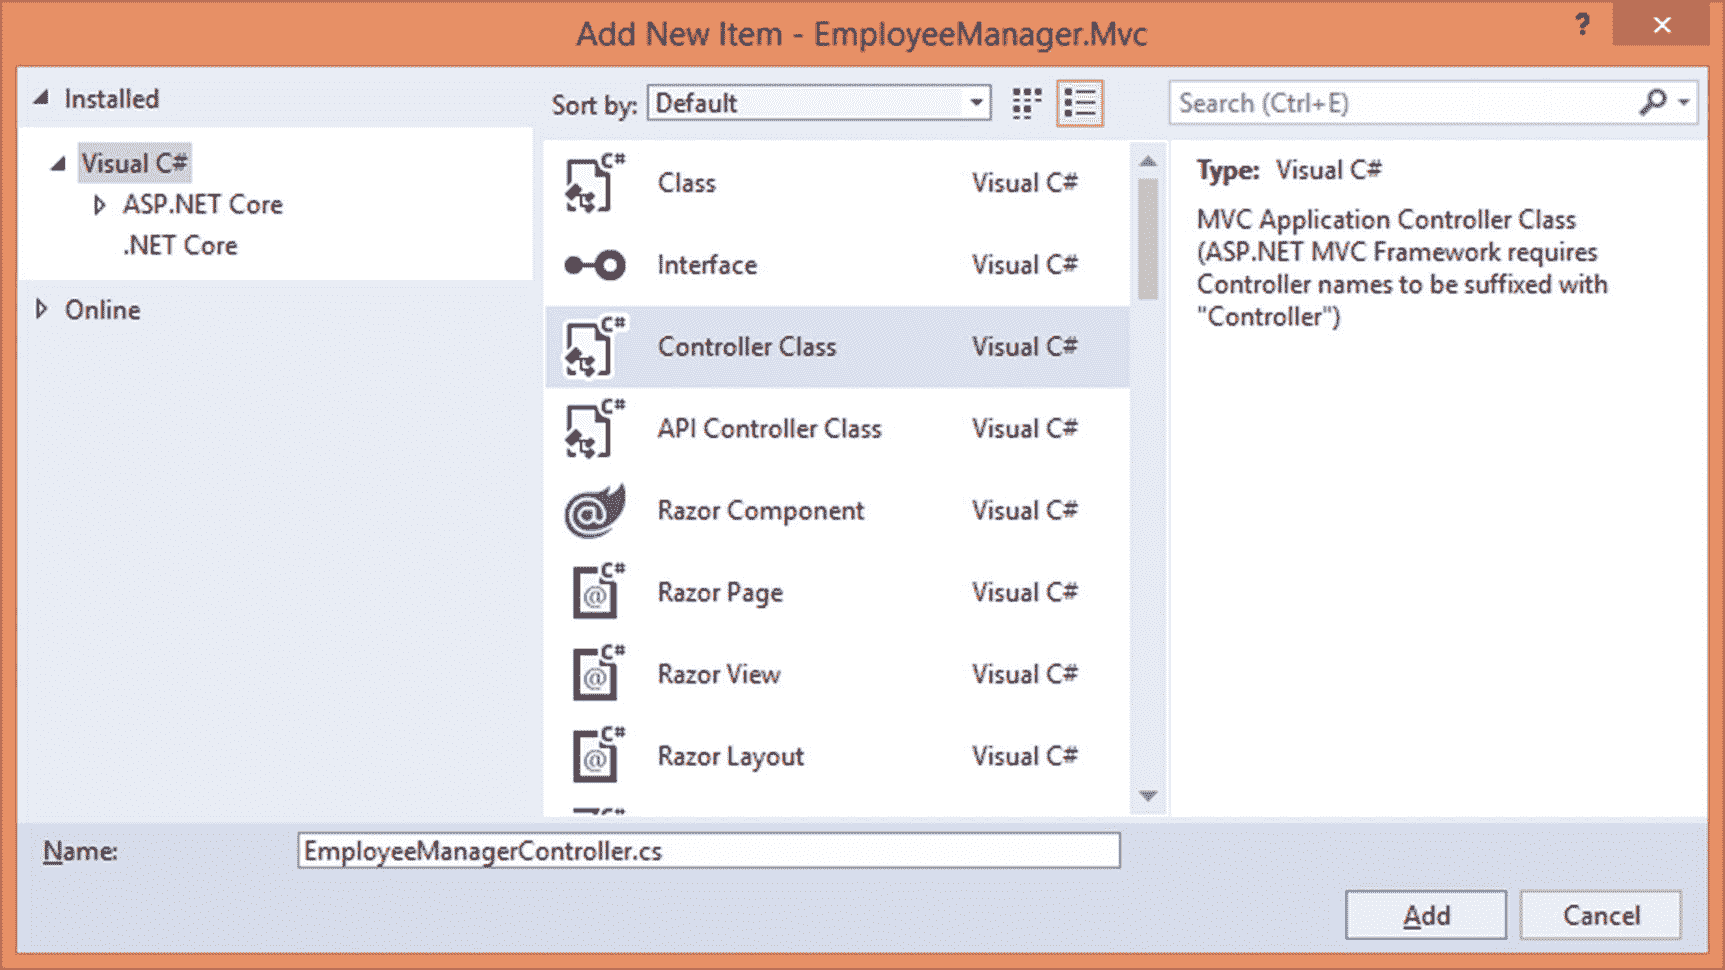 Add New Item - EmployeeManager.Mvc
?
Installed
Visual C#
ASP.NET Core
.NET Core
Online
Sort by: Default
Search (Ctrl+E)
C#
Class Visual C#
Interface Visual C#
C#
Controller Class Visual C#
C#
API Controller Class Visual C#
@
Razor Component Visual C#
C#
@
Razor Page Visual C#
C#
@
Razor View Visual C#
C#
@
Razor Layout Visual C#
Type: Visual C#
MVC Application Controller Class
(ASP.NET MVC Framework requires
Controller names to be suffixed with
"Controller")
Name: EmployeeManagerController.cs
Add Cancel